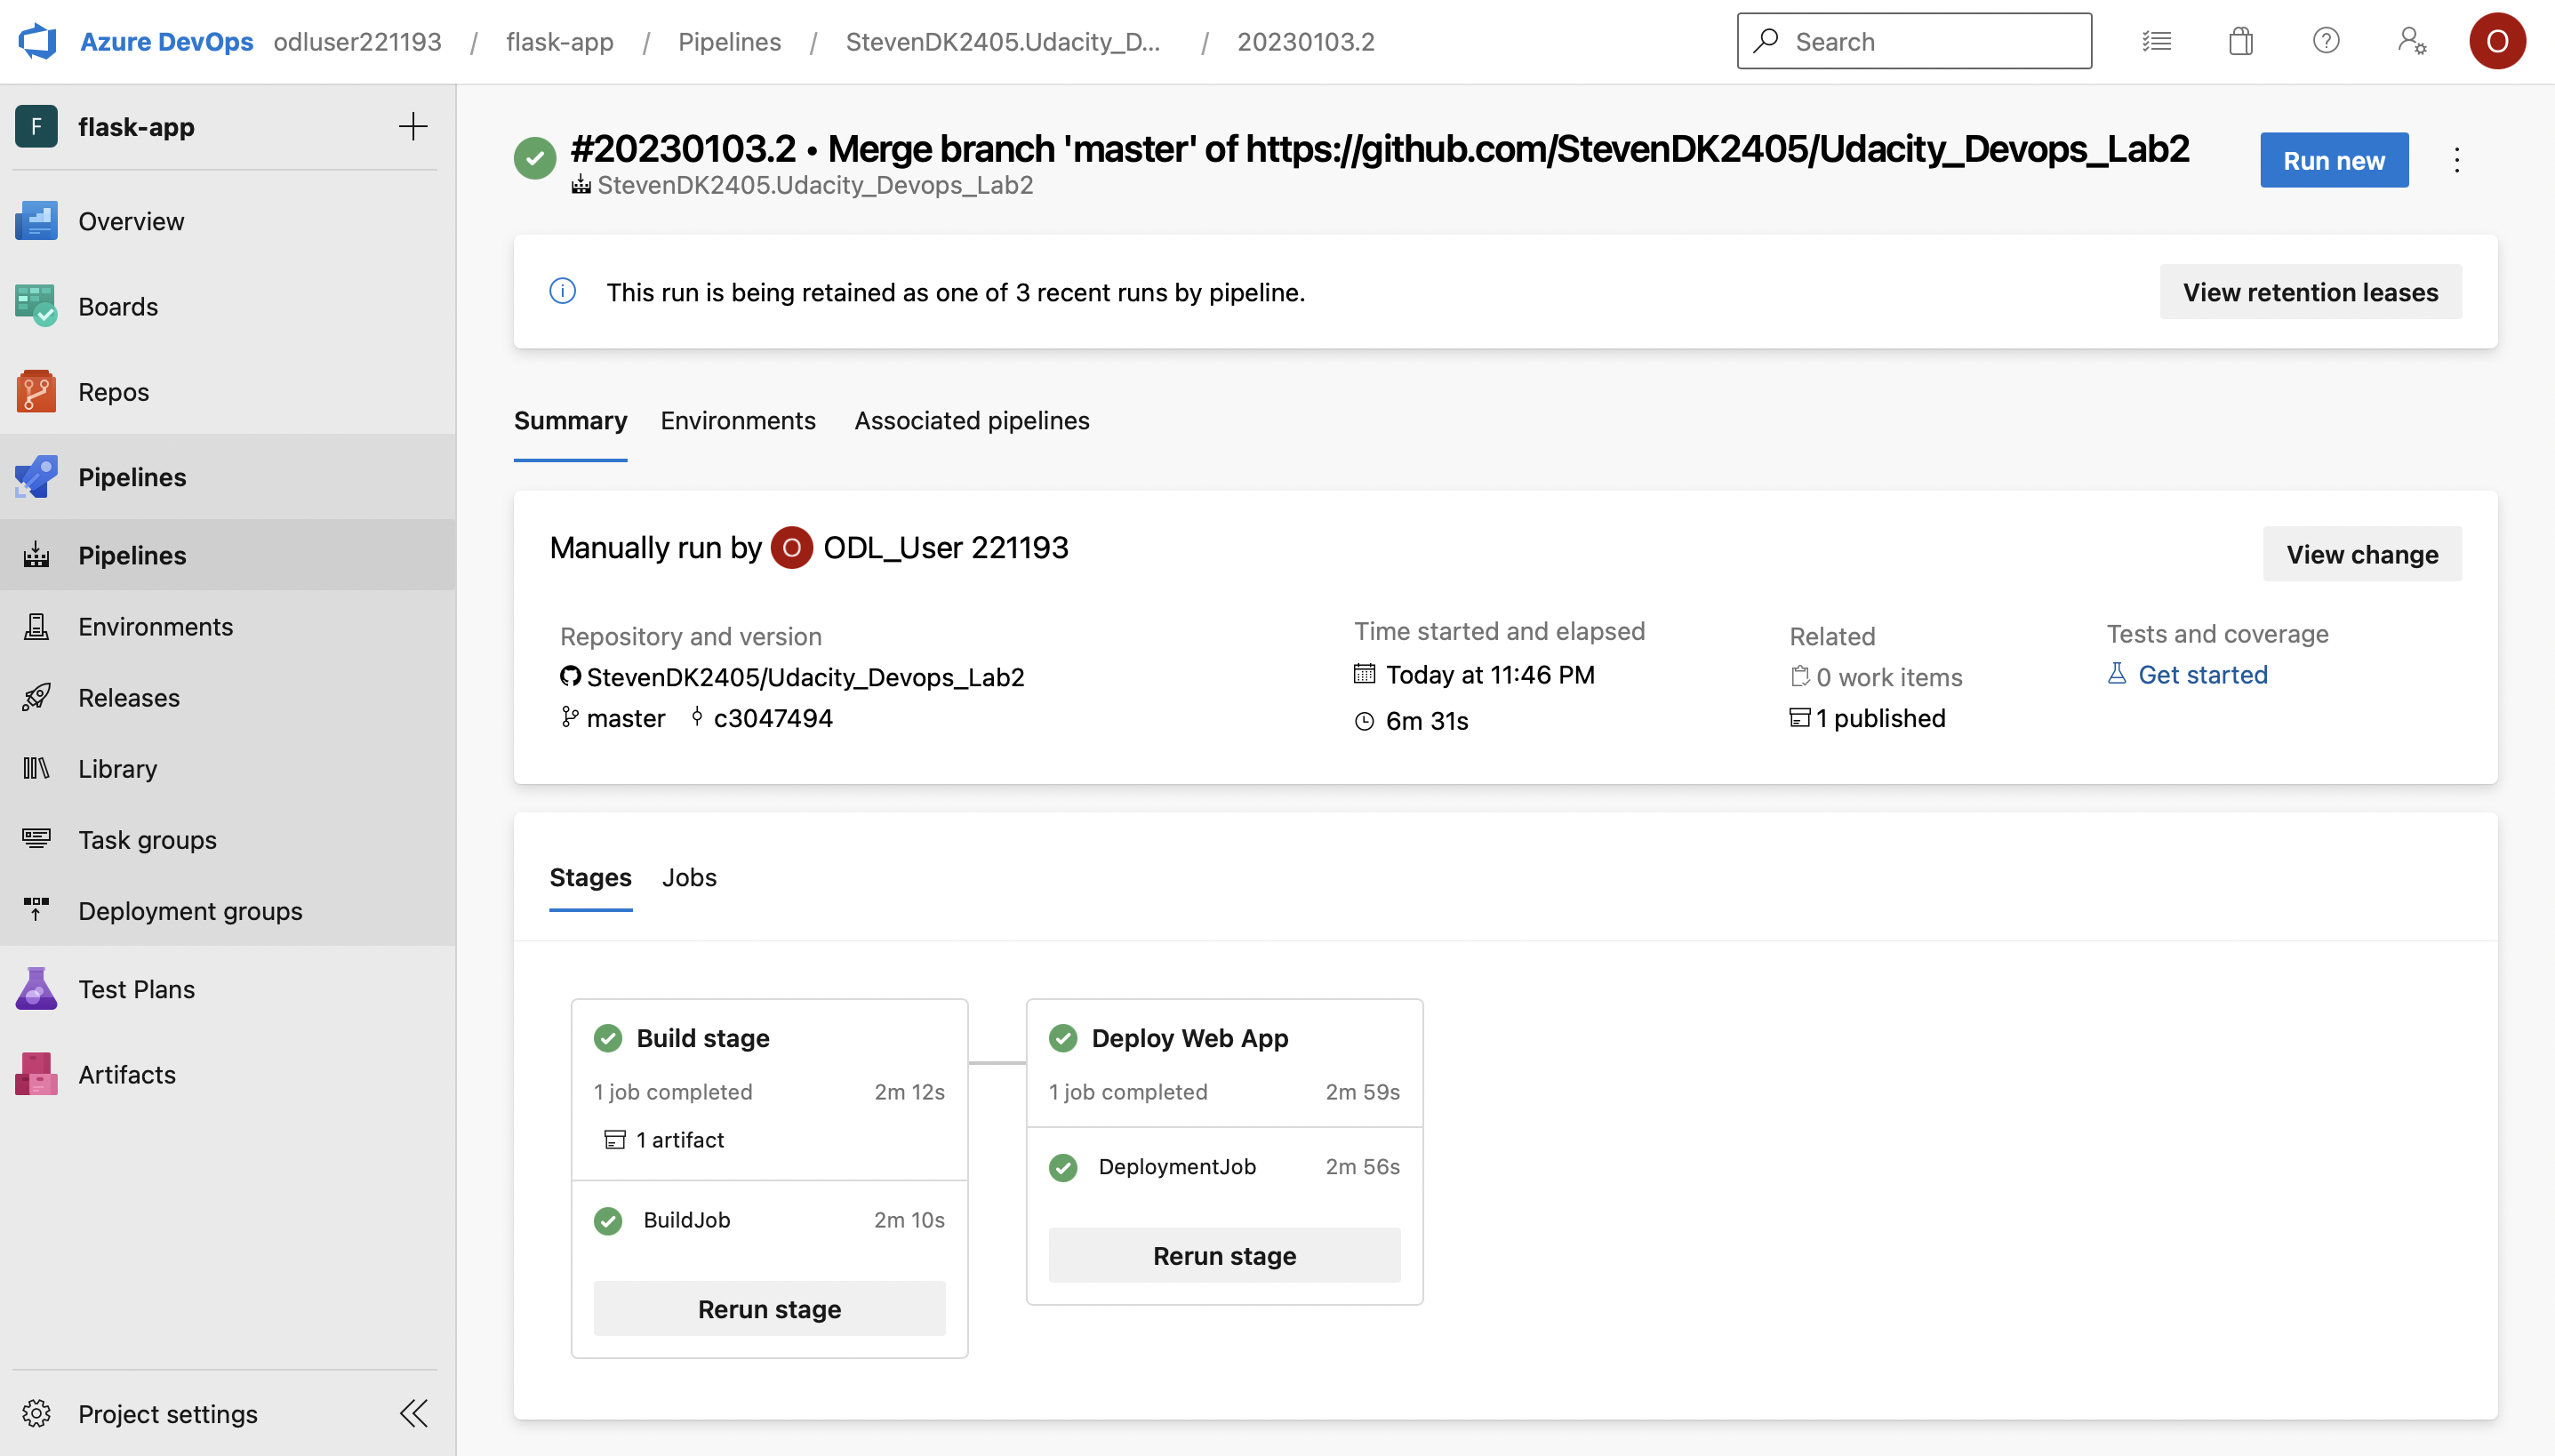 Azure DevOps odluser221193 / flask-app / Pipelines / StevenDK2405.Udacity_D... / 20230103.2
Search
O
F flask-app
Overview
Boards
Repos
Pipelines
Pipelines
Environments
Releases
Library
Task groups
Deployment groups
Test Plans
Artifacts
Project settings
#20230103.2 • Merge branch 'master' of https://github.com/StevenDK2405/Udacity_Devops_Lab2
StevenDK2405.Udacity_Devops_Lab2
Run new
This run is being retained as one of 3 recent runs by pipeline.
View retention leases
Summary Environments Associated pipelines
Manually run by O ODL_User 221193
View change
Repository and version
StevenDK2405/Udacity_Devops_Lab2
master c3047494
Time started and elapsed
Today at 11:46 PM
6m 31s
Related
0 work items
1 published
Tests and coverage
Get started
Stages Jobs
Build stage
1 job completed 2m 12s
1 artifact
BuildJob 2m 10s
Rerun stage
Deploy Web App
1 job completed 2m 59s
DeploymentJob 2m 56s
Rerun stage